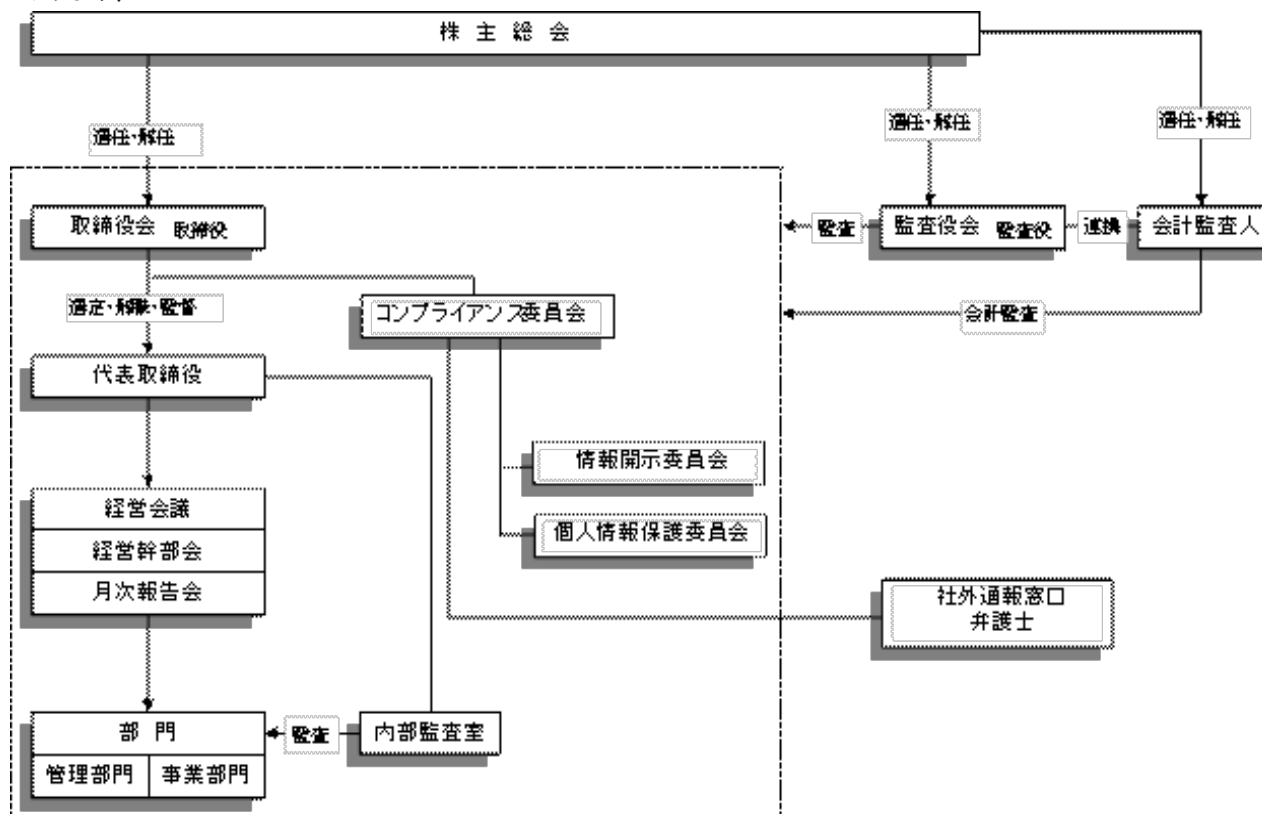 株主総会
選任・解任
選任・解任
選任・解任
取締役会 取締役
監査
監査役会 監査役
連携
会計監査人
選定・解職・監督
コンプライアンス委員会
会計監査
代表取締役
情報開示委員会
経営会議
個人情報保護委員会
経営幹部会
月次報告会
社外通報窓口
弁護士
部門
監査
内部監査室
管理部門
事業部門